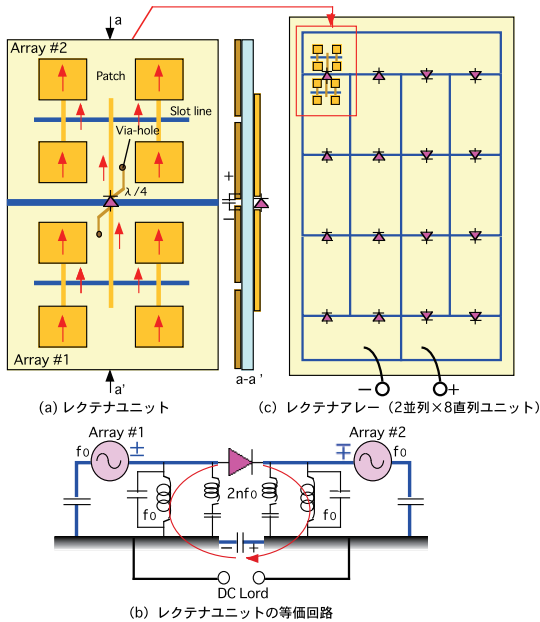 a
Array #2
Patch
Slot line
Via-hole
λ/4
+
−
Array #1
a'
a-a '
− +
(a) レクテナユニット
(c) レクテナアレー（2並列×8直列ユニット）
Array #1
Array #2
f0 ±
∓ f0
f0
2nf0
f0
− +
DC Lord
(b) レクテナユニットの等価回路